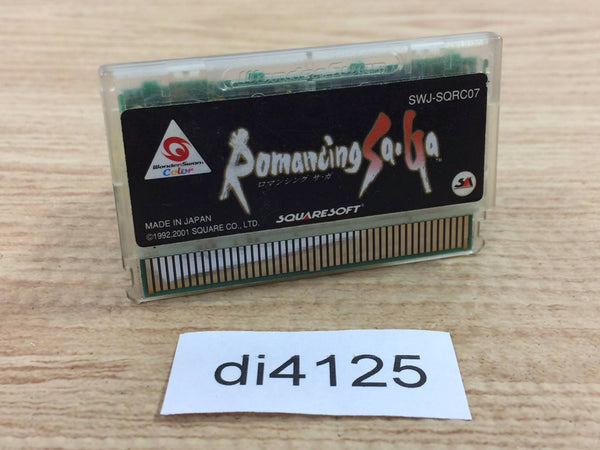 SWJ-SQRC07
WonderSwan
Color
Romancing Sa·Ga
ロマンシング サ・ガ
SQUARESOFT
MADE IN JAPAN
©1992,2001 SQUARE CO., LTD.
di4125